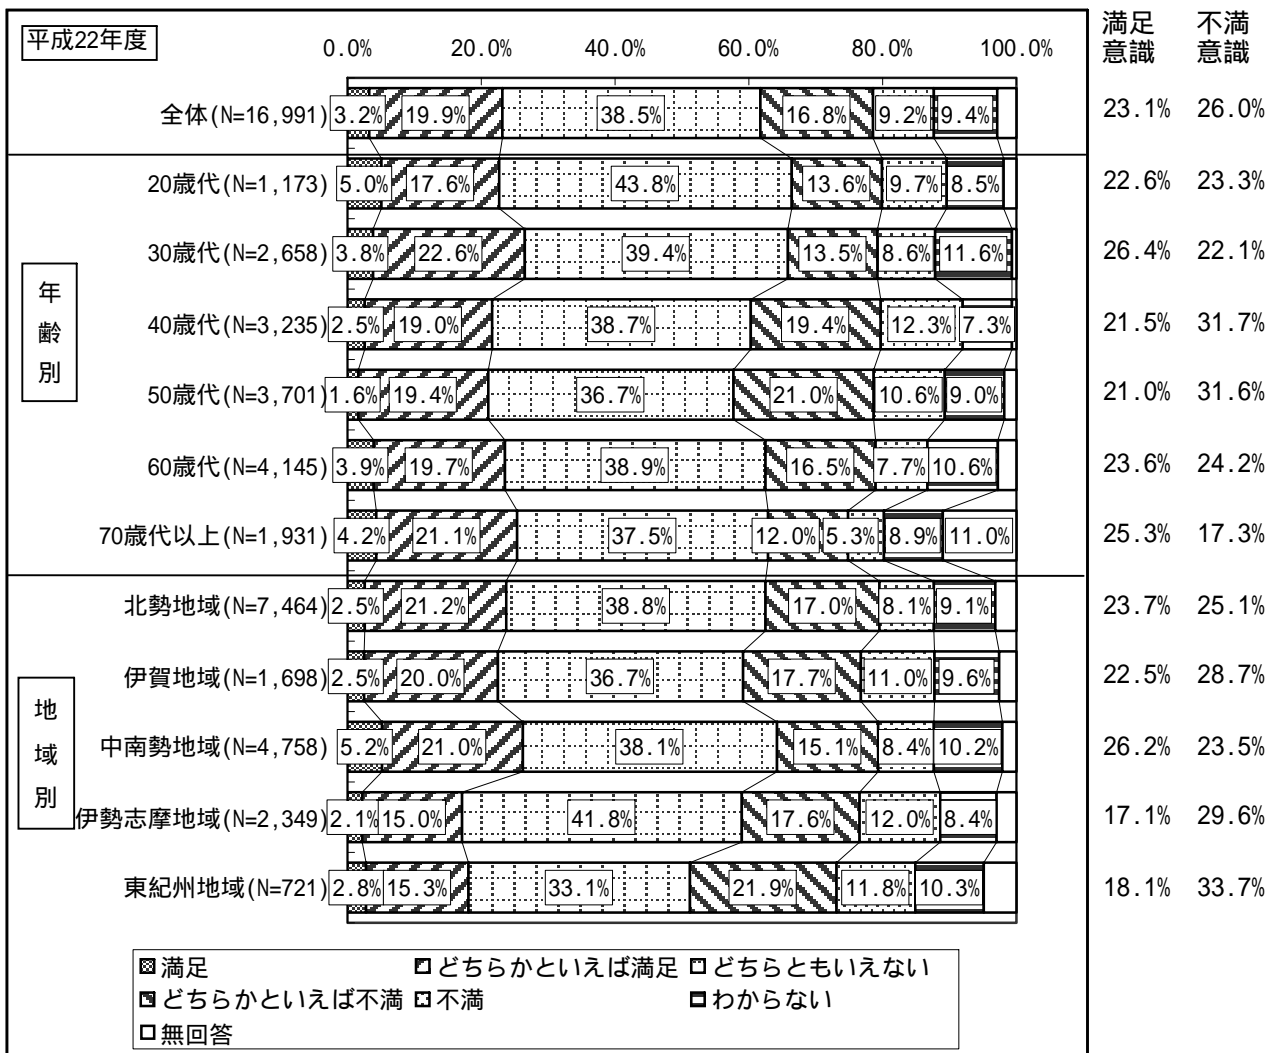 平成22年度
0.0% 20.0% 40.0% 60.0% 80.0% 100.0%
満足意識 不満意識
全体(N=16,991) 3.2% 19.9% 38.5% 16.8% 9.2% 9.4% 23.1% 26.0%
年齢別
20歳代(N=1,173) 5.0% 17.6% 43.8% 13.6% 9.7% 8.5% 22.6% 23.3%
30歳代(N=2,658) 3.8% 22.6% 39.4% 13.5% 8.6% 11.6% 26.4% 22.1%
40歳代(N=3,235) 2.5% 19.0% 38.7% 19.4% 12.3% 7.3% 21.5% 31.7%
50歳代(N=3,701) 1.6% 19.4% 36.7% 21.0% 10.6% 9.0% 21.0% 31.6%
60歳代(N=4,145) 3.9% 19.7% 38.9% 16.5% 7.7% 10.6% 23.6% 24.2%
70歳代以上(N=1,931) 4.2% 21.1% 37.5% 12.0% 5.3% 8.9% 11.0% 25.3% 17.3%
地域別
北勢地域(N=7,464) 2.5% 21.2% 38.8% 17.0% 8.1% 9.1% 23.7% 25.1%
伊賀地域(N=1,698) 2.5% 20.0% 36.7% 17.7% 11.0% 9.6% 22.5% 28.7%
中南勢地域(N=4,758) 5.2% 21.0% 38.1% 15.1% 8.4% 10.2% 26.2% 23.5%
伊勢志摩地域(N=2,349) 2.1% 15.0% 41.8% 17.6% 12.0% 8.4% 17.1% 29.6%
東紀州地域(N=721) 2.8% 15.3% 33.1% 21.9% 11.8% 10.3% 18.1% 33.7%
満足 どちらかといえば満足 どちらともいえない
どちらかといえば不満 不満 わからない
無回答